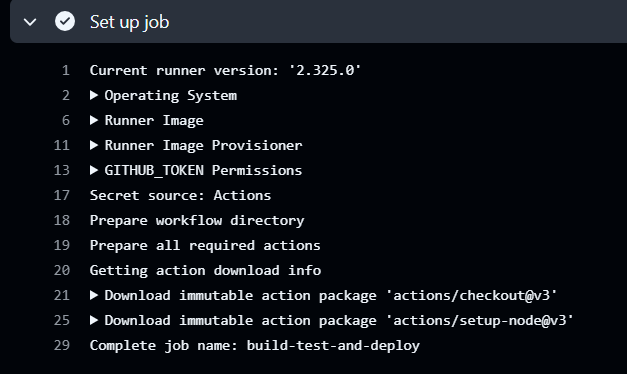 Set up job
1 Current runner version: '2.325.0'
2 ▶ Operating System
6 ▶ Runner Image
11 ▶ Runner Image Provisioner
13 ▶ GITHUB_TOKEN Permissions
17 Secret source: Actions
18 Prepare workflow directory
19 Prepare all required actions
20 Getting action download info
21 ▶ Download immutable action package 'actions/checkout@v3'
25 ▶ Download immutable action package 'actions/setup-node@v3'
29 Complete job name: build-test-and-deploy